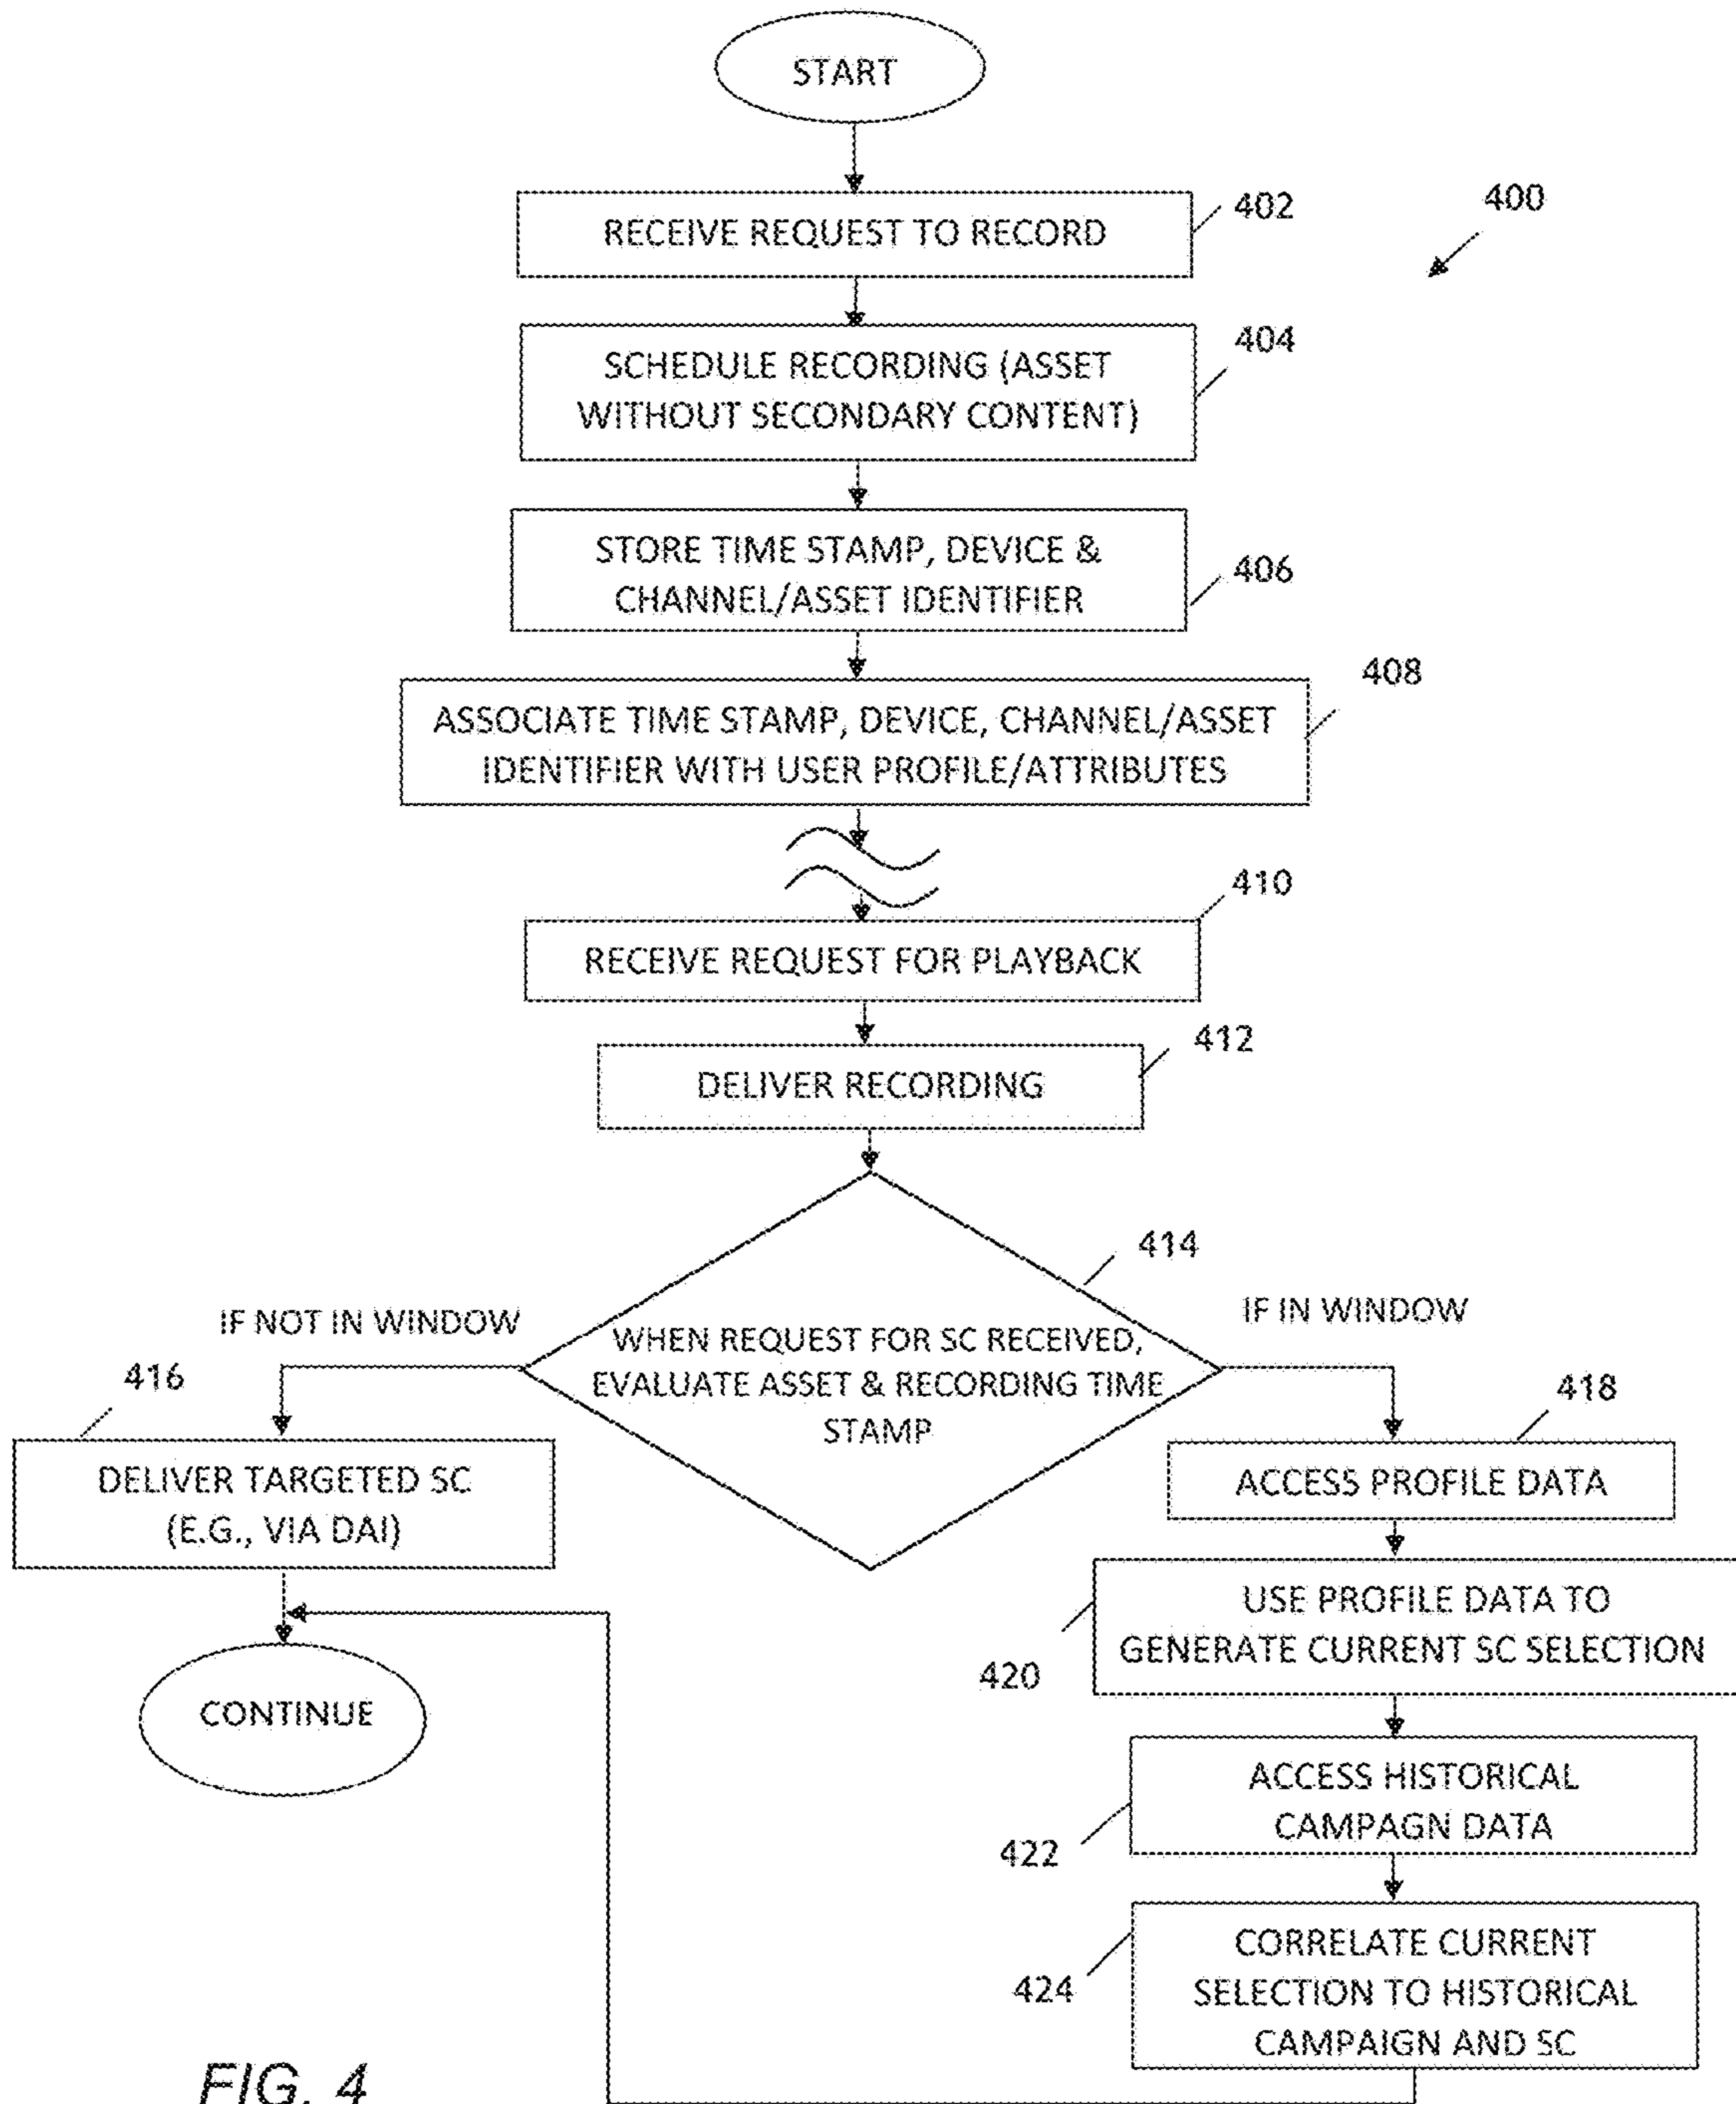 START
402
400
RECEIVE REQUEST TO RECORD
404
SCHEDULE RECORDING (ASSET
WITHOUT SECONDARY CONTENT)
STORE TIME STAMP, DEVICE &
CHANNEL/ASSET IDENTIFIER
406
408
ASSOCIATE TIME STAMP, DEVICE, CHANNEL/ASSET
IDENTIFIER WITH USER PROFILE/ATTRIBUTES
410
RECEIVE REQUEST FOR PLAYBACK
412
DELIVER RECORDING
414
IF NOT IN WINDOW
IF IN WINDOW
WHEN REQUEST FOR SC RECEIVED,
EVALUATE ASSET & RECORDING TIME
STAMP
416
DELIVER TARGETED SC
(E.G., VIA DAI)
CONTINUE
418
ACCESS PROFILE DATA
USE PROFILE DATA TO
GENERATE CURRENT SC SELECTION
420
ACCESS HISTORICAL
CAMPAGN DATA
422
CORRELATE CURRENT
SELECTION TO HISTORICAL
CAMPAIGN AND SC
424
FIG. 4